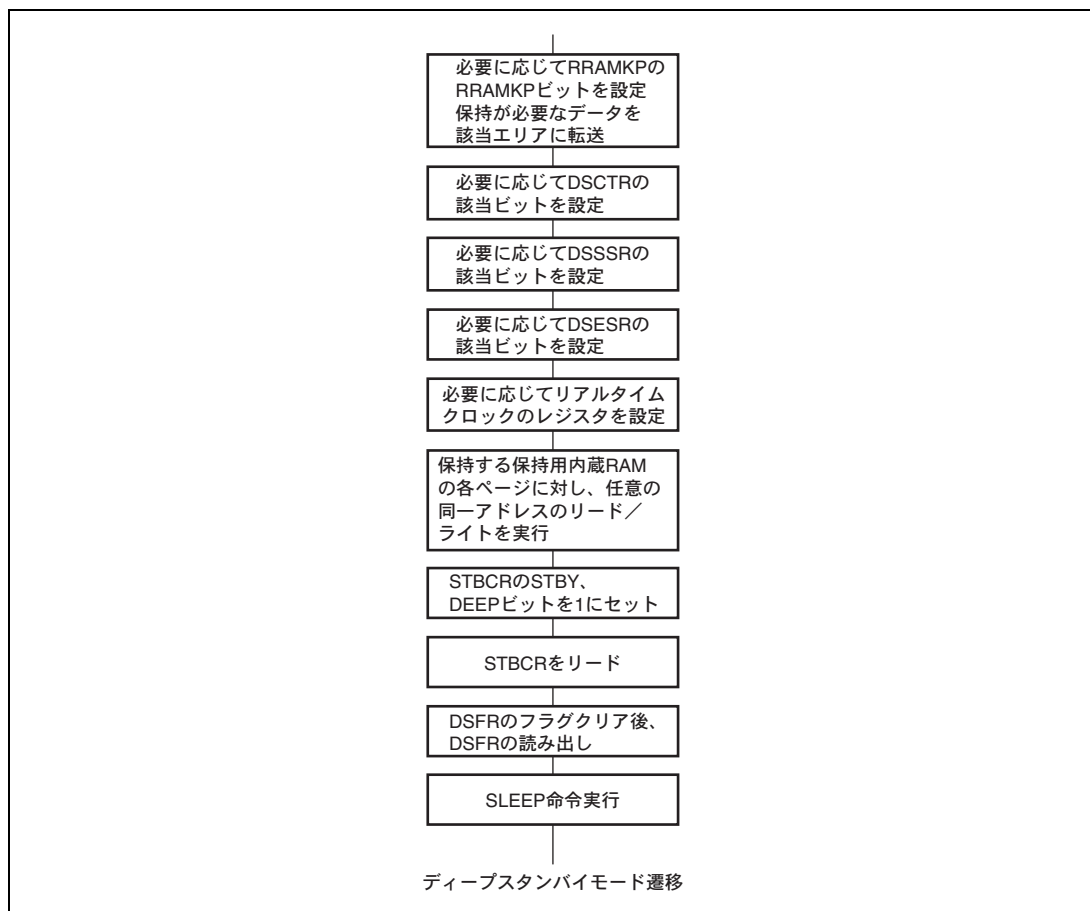 必要に応じてRRAMKPの
RRAMKPビットを設定
保持が必要なデータを
該当エリアに転送
必要に応じてDSCTRの
該当ビットを設定
必要に応じてDSSSRの
該当ビットを設定
必要に応じてDSESRの
該当ビットを設定
必要に応じてリアルタイム
クロックのレジスタを設定
保持する保持用内蔵RAM
の各ページに対し、任意の
同一アドレスのリード／
ライトを実行
STBCRのSTBY、
DEEPビットを1にセット
STBCRをリード
DSFRのフラグクリア後、
DSFRの読み出し
SLEEP命令実行
ディープスタンバイモード遷移